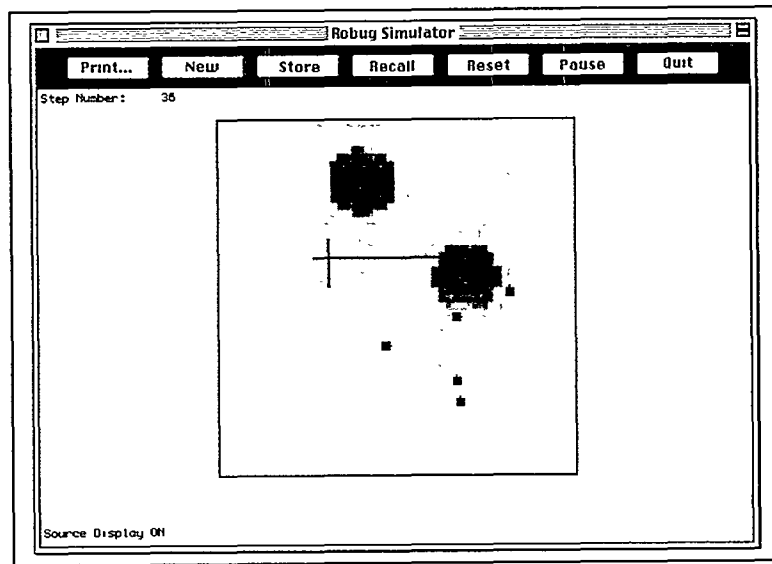 Robug Simulator
Print... New Store Recall Reset Pause Quit
Step Number: 36
Source Display ON